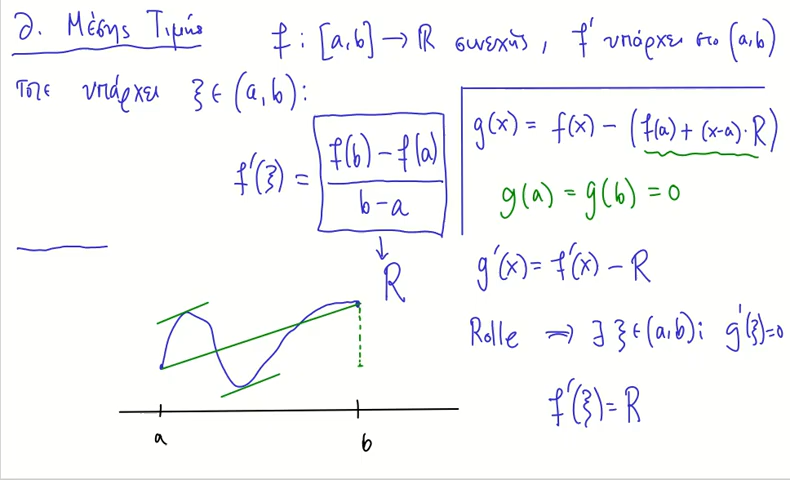 Θ. Μέσης Τιμής f : [a,b] → ℝ συνεχής, f' υπάρχει στο (a,b)
Τότε υπάρχει ξ ∈ (a,b) :
f'(ξ) = f(b) - f(a) / b - a
↓
R
g(x) = f(x) - (f(a) + (x-a)·R)
g(a) = g(b) = 0
g'(x) = f'(x) - R
Rolle ⇒ ∃ ξ ∈ (a,b): g'(ξ)=0
f'(ξ) = R
a b